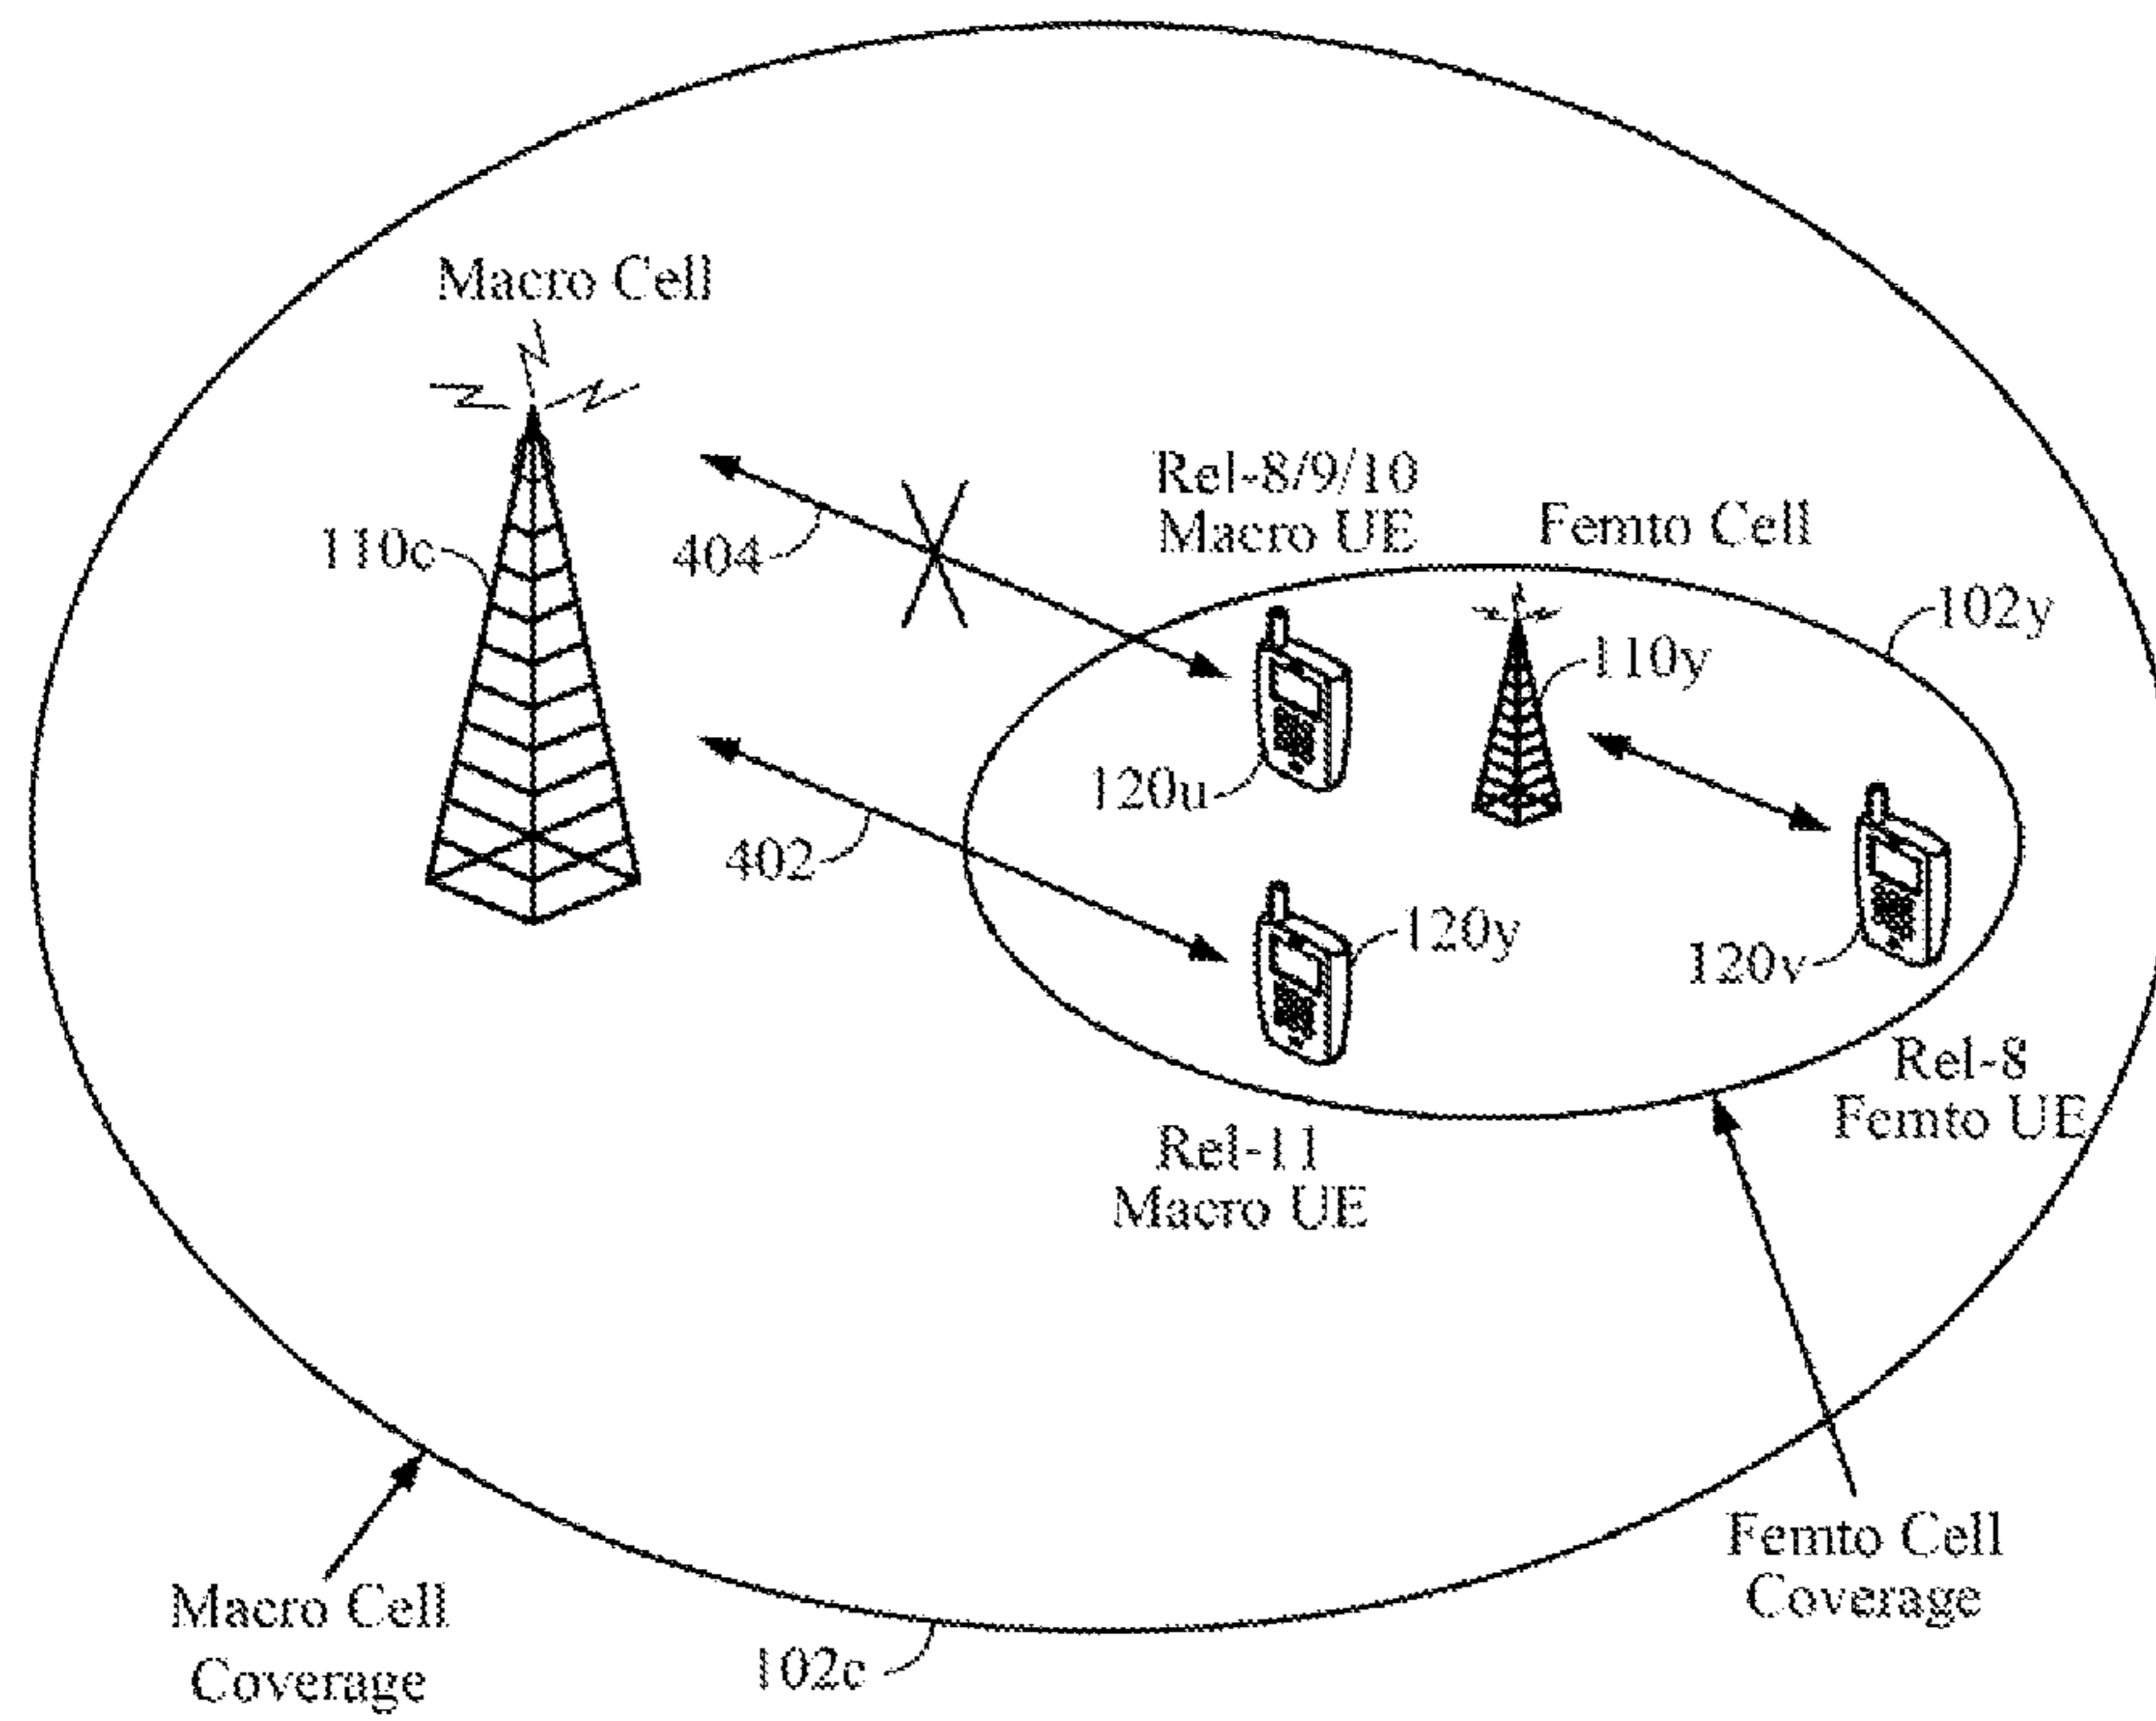 Macro Cell
110c
404
402
Rel-8/9/10
Macro UE
Femto Cell
102y
110y
120u
120y
120v
Rel-8
Femto UE
Rel-11
Macro UE
Femto Cell
Coverage
Macro Cell
Coverage
102c